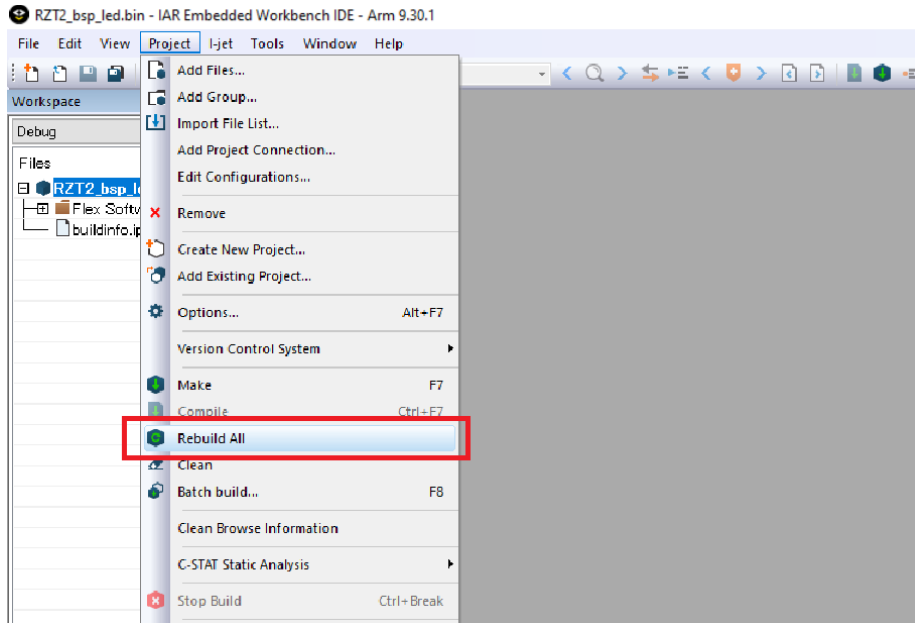 RZT2_bsp_led.bin - IAR Embedded Workbench IDE - Arm 9.30.1
File Edit View Project I-jet Tools Window Help
Workspace
Debug
Files
RZT2_bsp_l
Flex Softw
buildinfo.ip
Add Files...
Add Group...
Import File List...
Add Project Connection...
Edit Configurations...
Remove
Create New Project...
Add Existing Project...
Options... Alt+F7
Version Control System
Make F7
Compile Ctrl+F7
Rebuild All
Clean
Batch build... F8
Clean Browse Information
C-STAT Static Analysis
Stop Build Ctrl+Break